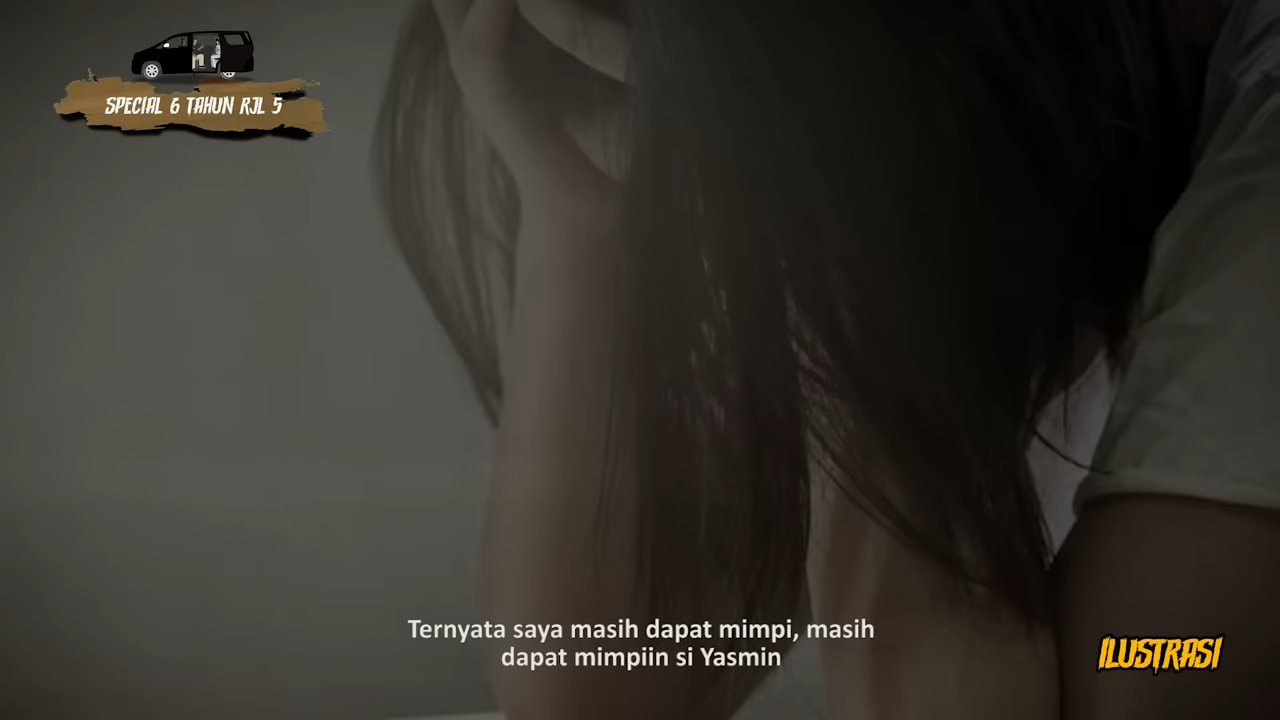 SPECIAL 6 TAHUN RJL 5
Ternyata saya masih dapat mimpi, masih
dapat mimpiin si Yasmin
ILUSTRASI